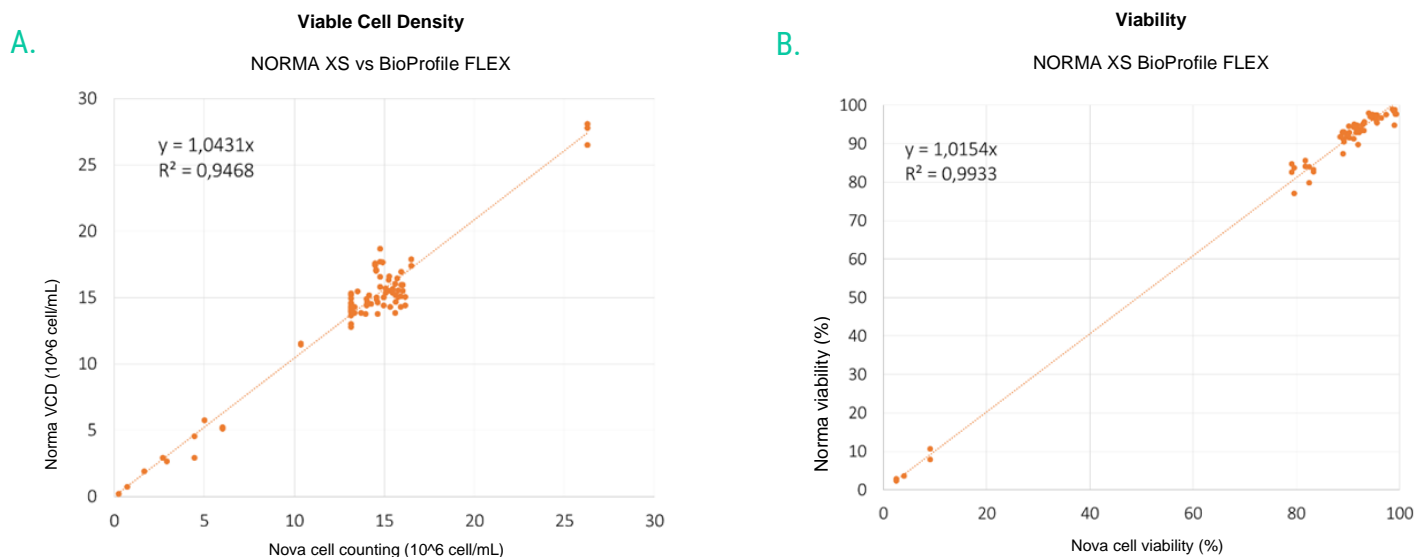 A.
Viable Cell Density
NORMA XS vs BioProfile FLEX
30
25
20
15
10
5
0
y = 1,0431x
R² = 0,9468
Norma VCD (10^6 cell/mL)
0 5 10 15 20 25 30
Nova cell counting (10^6 cell/mL)
B.
Viability
NORMA XS BioProfile FLEX
100
90
80
70
60
50
40
30
20
10
0
y = 1,0154x
R² = 0,9933
Norma viability (%)
0 20 40 60 80 100
Nova cell viability (%)